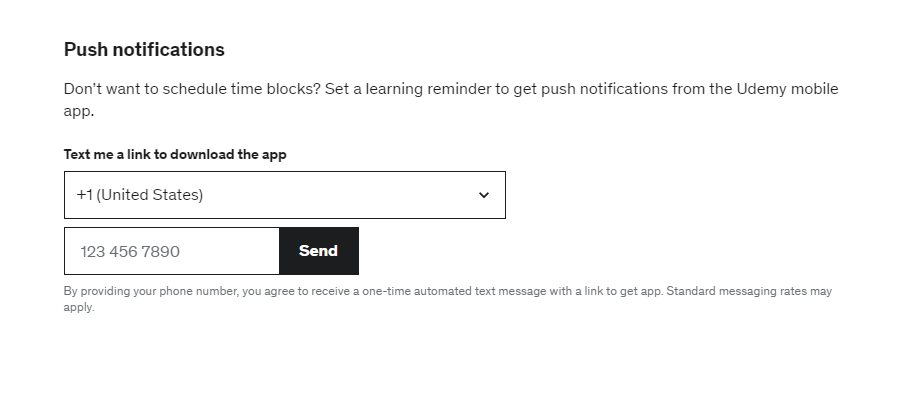 Push notifications
Don’t want to schedule time blocks? Set a learning reminder to get push notifications from the Udemy mobile
app.
Text me a link to download the app
+1 (United States)
123 456 7890
Send
By providing your phone number, you agree to receive a one-time automated text message with a link to get app. Standard messaging rates may
apply.